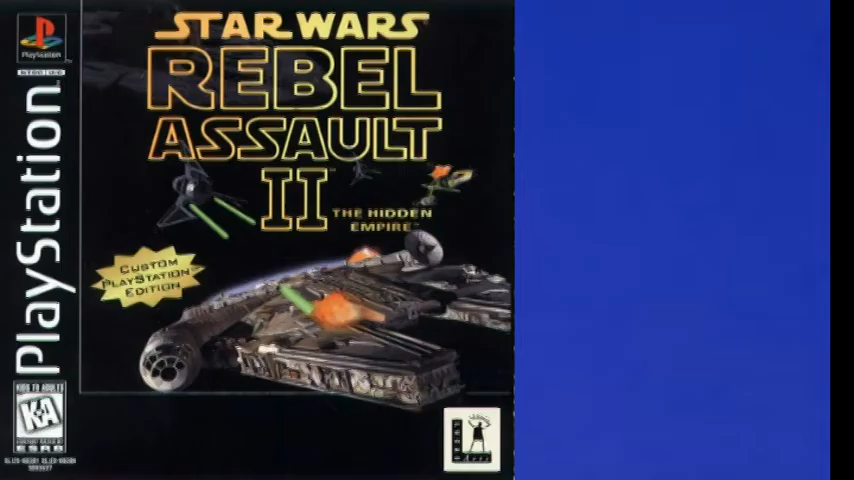 STAR WARS
REBEL
ASSAULT
II
THE HIDDEN
EMPIRE
CUSTOM
PLAYSTATION
EDITION
PlayStation
PlayStation
KIDS TO ADULTS
KA
ESRB